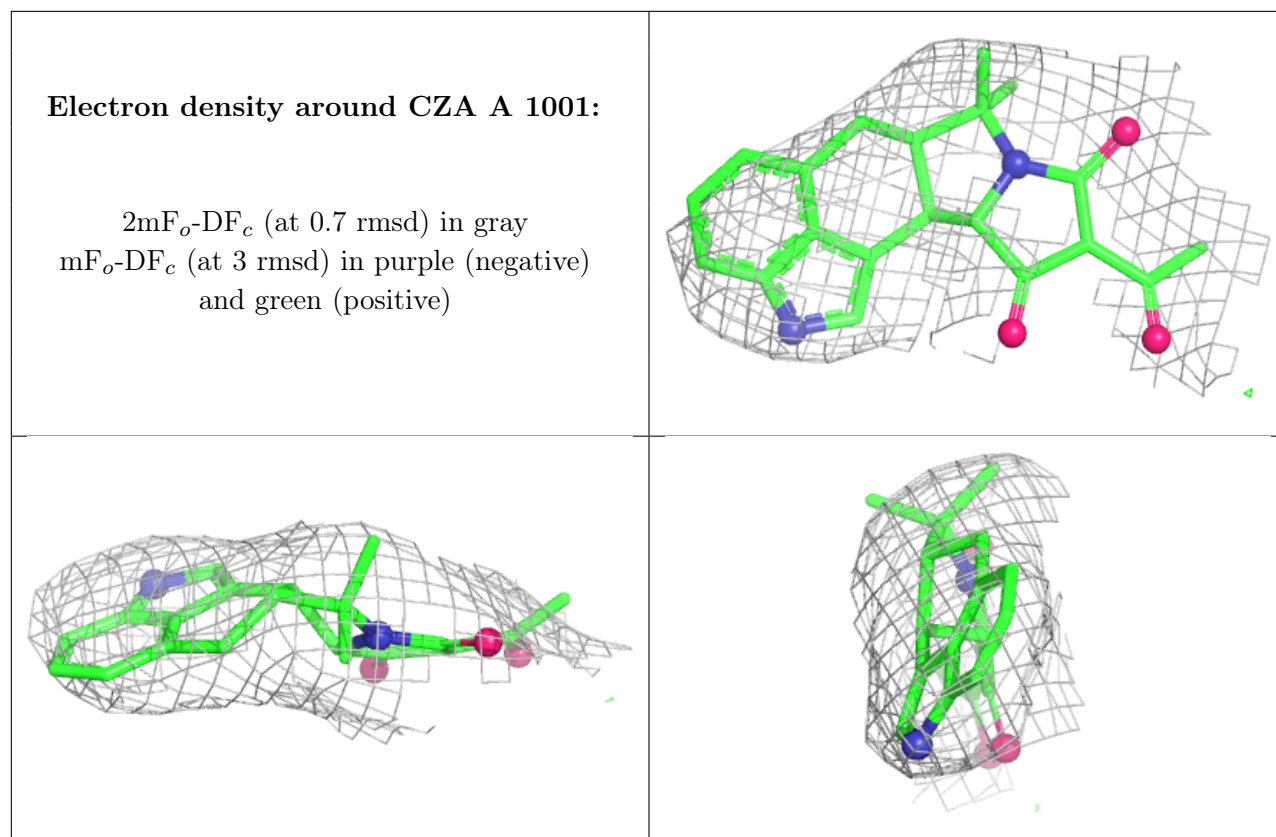 Electron density around CZA A 1001:
2mFₒ-DF𝑐 (at 0.7 rmsd) in gray
mFₒ-DF𝑐 (at 3 rmsd) in purple (negative)
and green (positive)